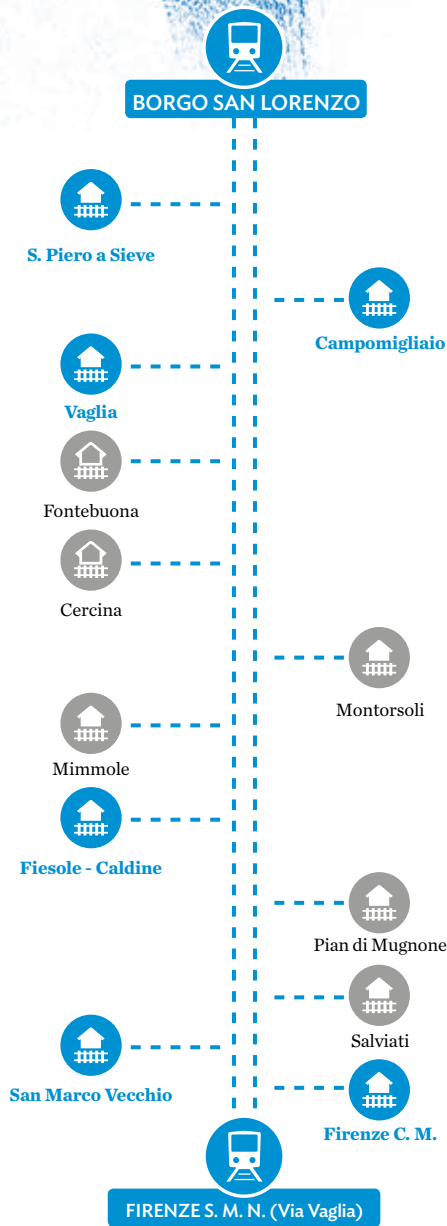 BORGO SAN LORENZO
S. Piero a Sieve
Campomigliaio
Vaglia
Fontebuona
Cercina
Montorsoli
Mimmole
Fiesole - Caldine
Pian di Mugnone
Salviati
San Marco Vecchio
Firenze C. M.
FIRENZE S. M. N. (Via Vaglia)